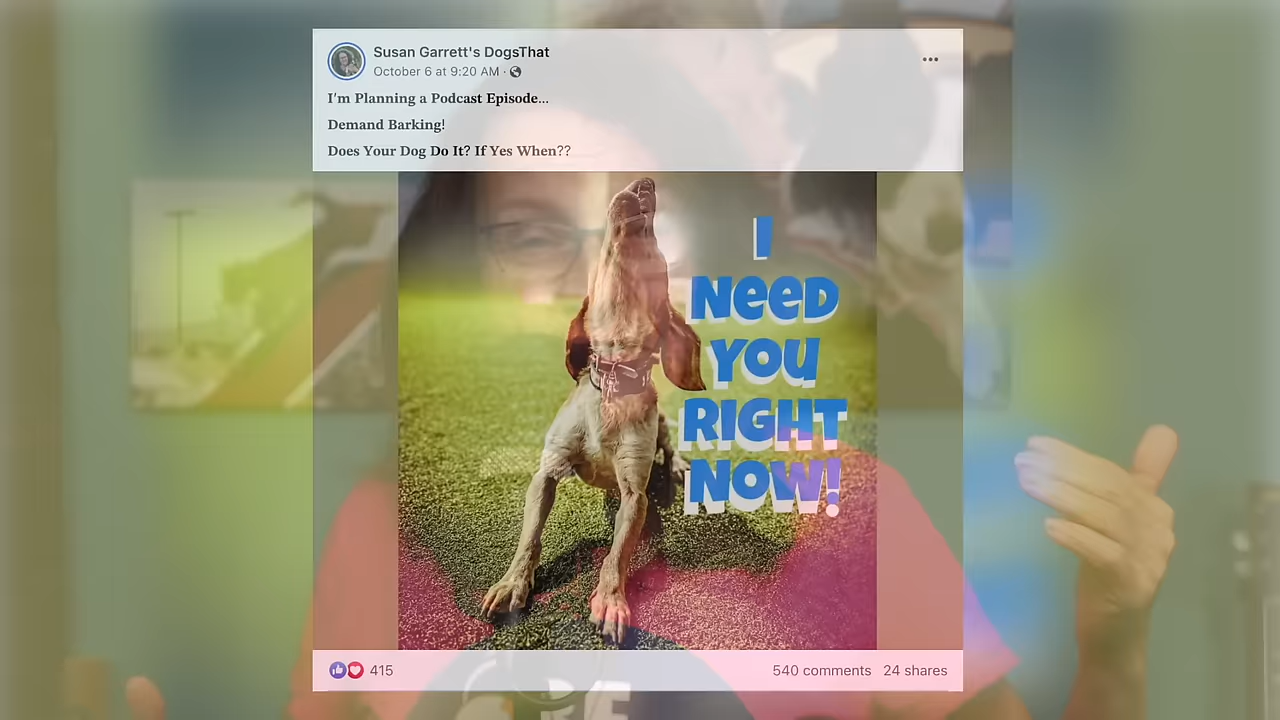 Susan Garrett's DogsThat
October 6 at 9:20 AM ·
I'm Planning a Podcast Episode...
Demand Barking!
Does Your Dog Do It? If Yes When??
I
NEED
YOU
RIGHT
NOW!
415 540 comments 24 shares